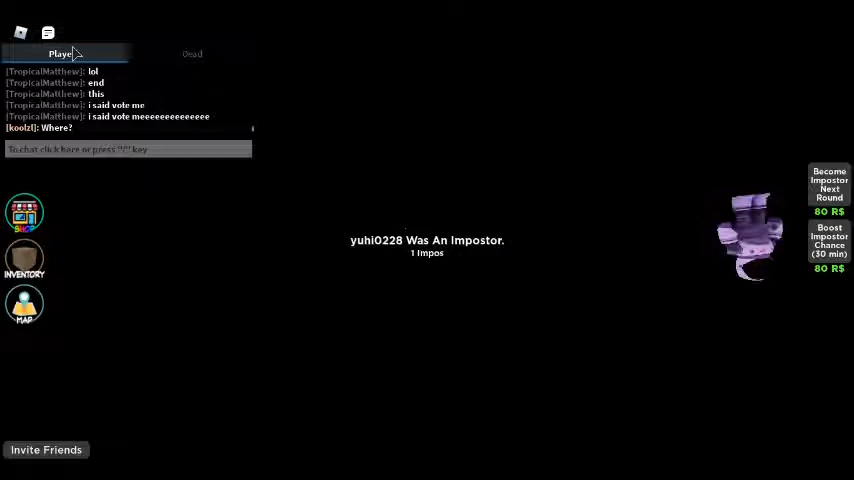 Playe
Dead
[TropicalMatthew]: lol
[TropicalMatthew]: end
[TropicalMatthew]: this
[TropicalMatthew]: i said vote me
[TropicalMatthew]: i said vote meeeeeeeeeeeeee
[koolzl]: Where?
To chat click here or press "/" key
SHOP
INVENTORY
MAP
yuhi0228 Was An Impostor.
1 Impos
Become
Impostor
Next
Round
80 R$
Boost
Impostor
Chance
(30 min)
80 R$
Invite Friends